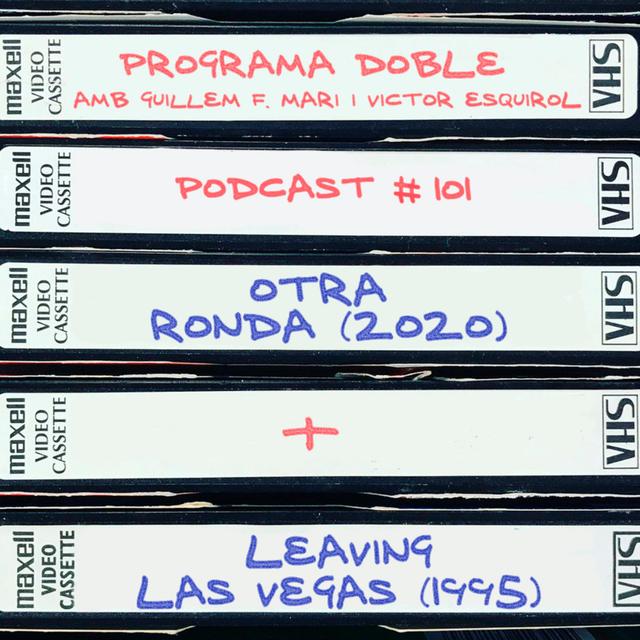 maxell
VIDEO
CASSETTE
PROGRAMA DOBLE
AMB GUILLEM F. MARI I VICTOR ESQUIROL
VHS
maxell
VIDEO
CASSETTE
PODCAST # 101
VHS
maxell
VIDEO
CASSETTE
OTRA
RONDA (2020)
VHS
maxell
VIDEO
CASSETTE
+
VHS
maxell
VIDEO
CASSETTE
LEAVING
LAS VEGAS (1995)
VHS